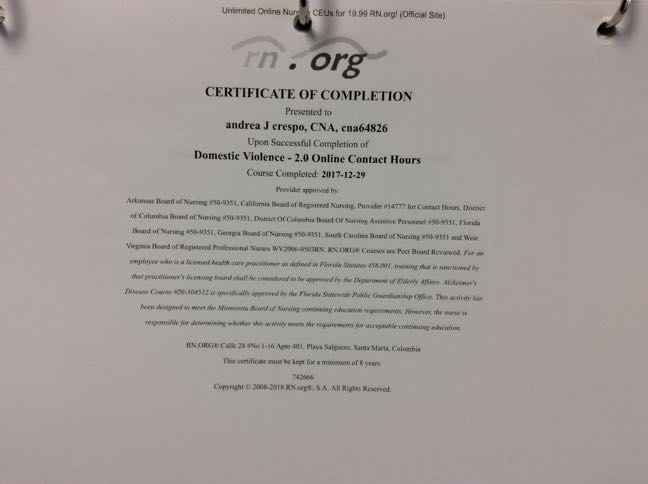 Unlimited Online Nursing CEUs for 19.99 RN.org! (Official Site)
rn.org
CERTIFICATE OF COMPLETION
Presented to
andrea J crespo, CNA, cna64826
Upon Successful Completion of
Domestic Violence - 2.0 Online Contact Hours
Course Completed: 2017-12-29
Provider approved by
Arkansas Board of Nursing #50-9351, California Board of Registered Nursing, Provider #14777 for Contact Hours, District
of Columbia Board of Nursing #50-9351, District Of Columbia Board Of Nursing Assistive Personnel #50-9351, Florida
Board of Nursing #50-9351, Georgia Board of Nursing #50-9351, South Carolina Board of Nursing #50-9351 and West
Virginia Board of Registered Professional Nurses WV2006-0503RN. RN.ORG® Courses are Peer Board Reviewed. For an
employee who is a licensed health care practitioner as defined in Florida Statutes 456.001, training that is sanctioned by
that practitioner's licensing board shall be considered to be approved by the Department of Elderly Affairs. Alzheimer's
Disease Course #20-304512 is specifically approved by the Florida Statewide Public Guardianship Office. This activity has
been designed to meet the Minnesota Board of Nursing continuing education requirements. However, the nurse is
responsible for determining whether this activity meets the requirements for acceptable continuing education.
RN.ORG® Calle 28 #No 1-16 Apto 401, Playa Salguero, Santa Marta, Colombia
This certificate must be kept for a minimum of 8 years.
742666
Copyright © 2008-2018 RN.org®, S.A. All Rights Reserved.